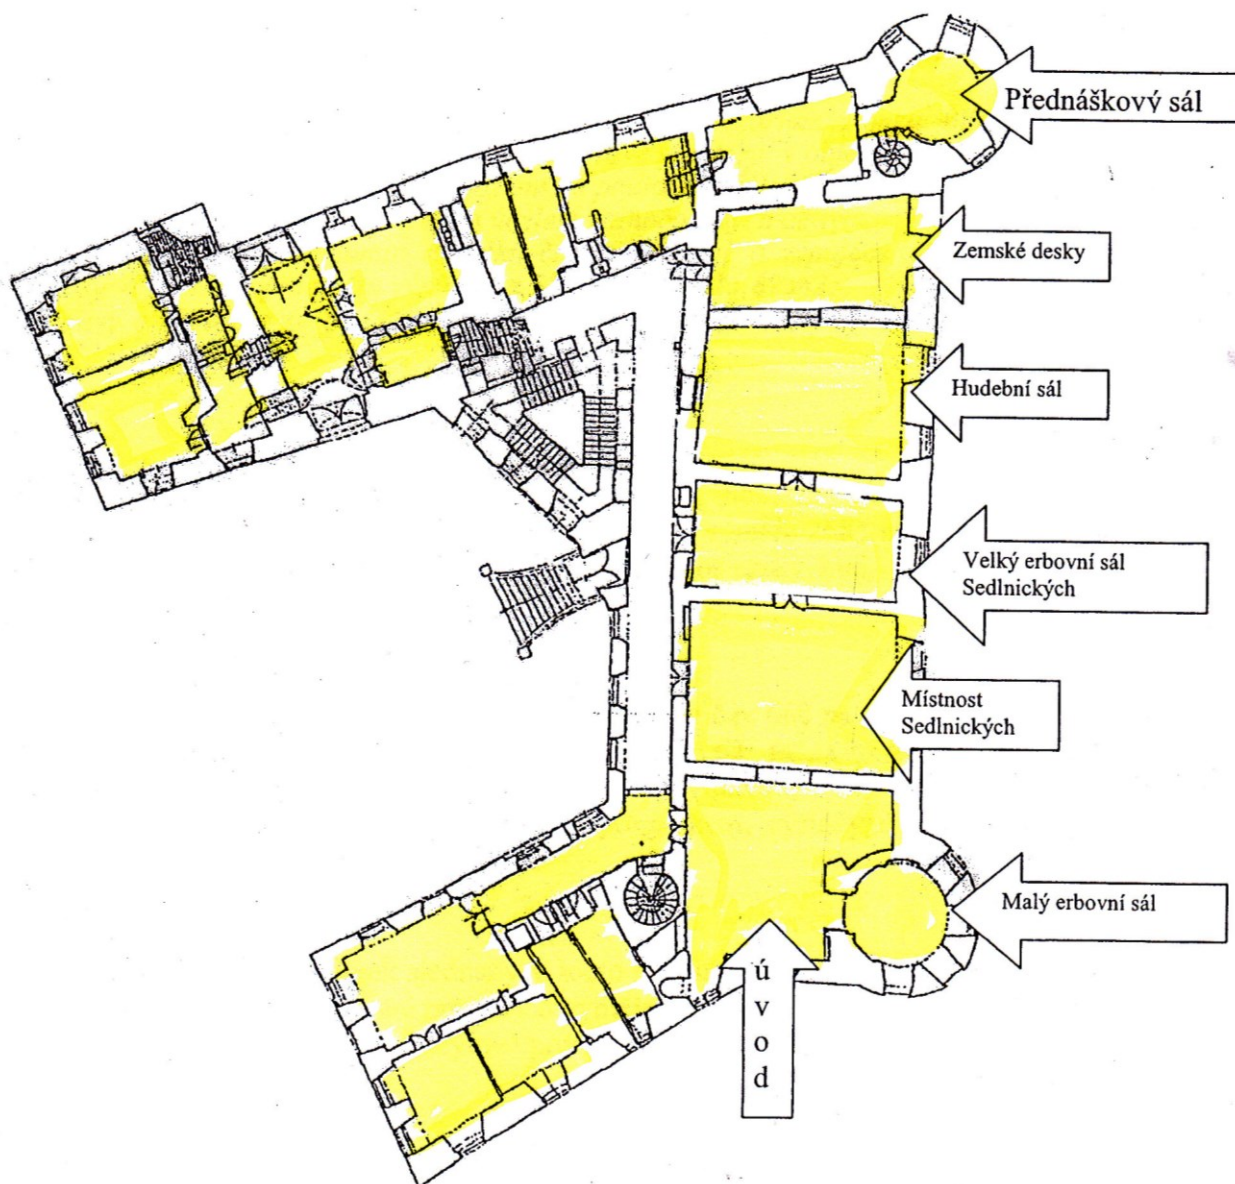 Přednáškový sál
Zemské desky
Hudební sál
Velký erbovní sál
Sedlnických
Místnost
Sedlnických
Malý erbovní sál
ú
v
o
d